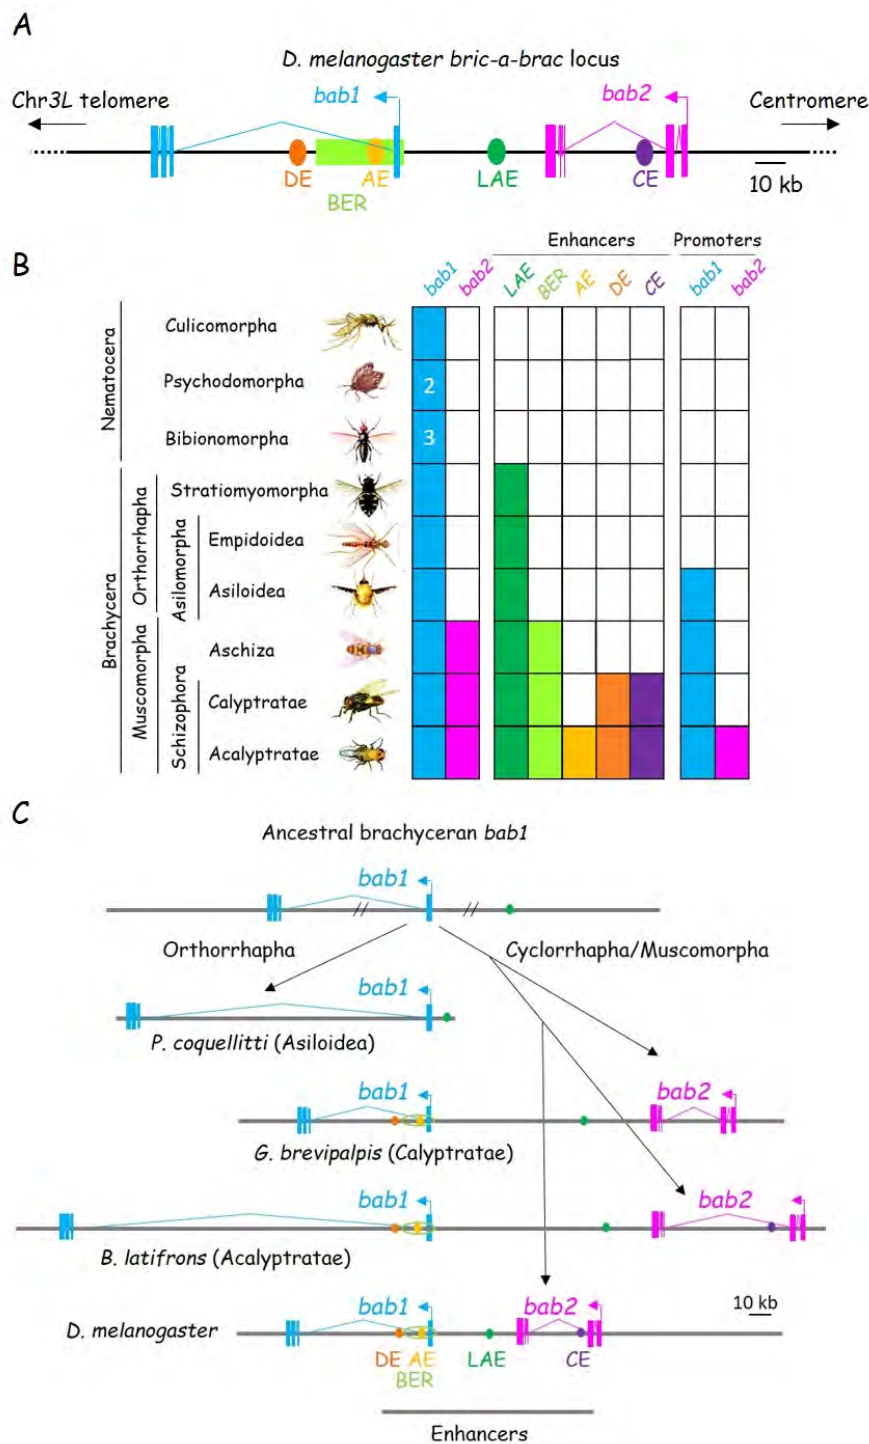 A
D. melanogaster bric-a-brac locus
Chr3L telomere
bab1
bab2
Centromere
DE
AE
LAE
CE
BER
10 kb
B
Enhancers
Promoters
bab1
bab2
LAE
BER
AE
DE
CE
bab1
bab2
Nematocera
Culicomorpha
Psychodomorpha
2
Bibionomorpha
3
Brachycera
Orthorrhapha
Stratiomyomorpha
Asilomorpha
Empidoidea
Asiloidea
Muscomorpha
Aschiza
Schizophora
Calyptratae
Acalyptratae
C
Ancestral brachyceran bab1
bab1
Orthorrhapha
Cyclorrhapha/Muscomorpha
bab1
P. coquellitti (Asiloidea)
bab1
bab2
G. brevipalpis (Calyptratae)
bab1
bab2
B. latifrons (Acalyptratae)
10 kb
bab1
bab2
D. melanogaster
DE
AE
LAE
CE
BER
Enhancers